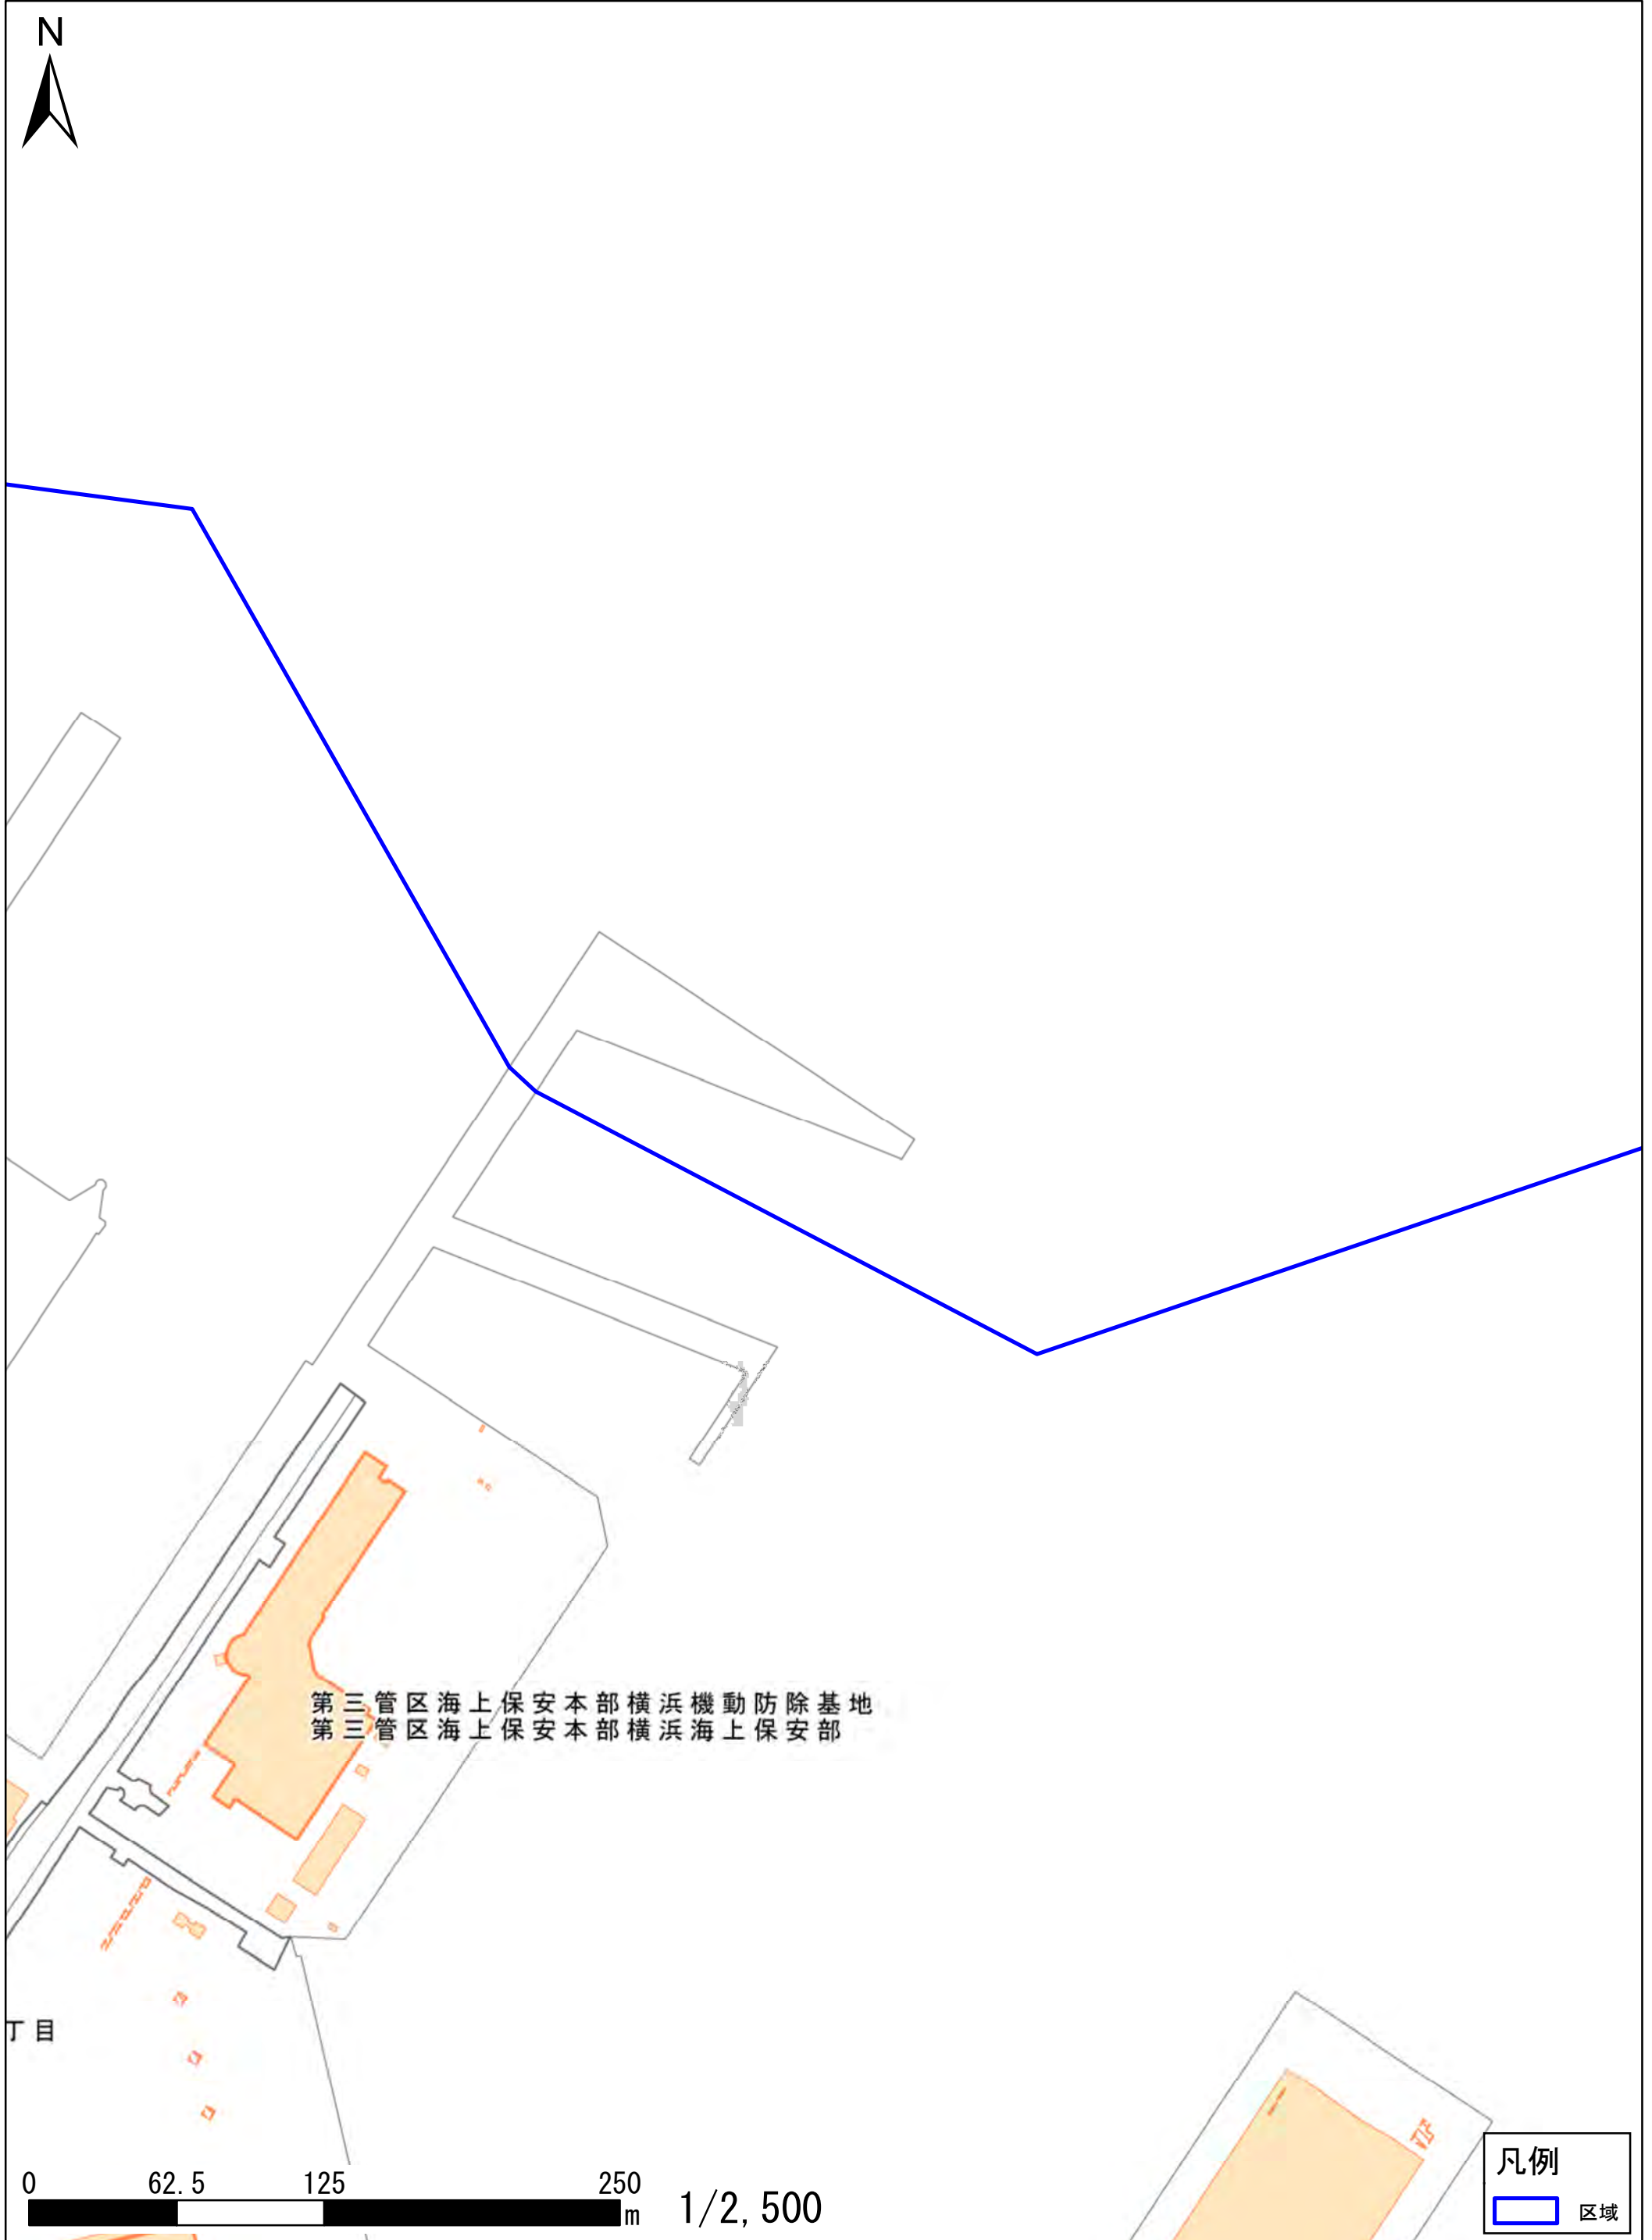 N
第三管区海上保安本部横浜機動防除基地
第三管区海上保安本部横浜海上保安部
丁目
0 62.5 125 250
m
1/2,500
凡例
区域